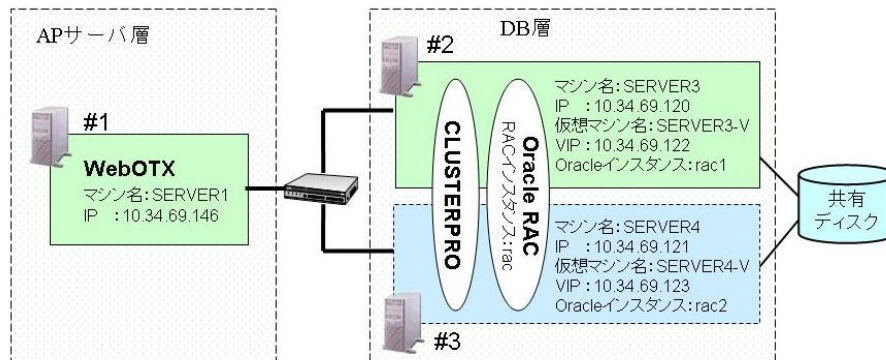 APサーバ層
#1
WebOTX
マシン名:SERVER1
IP :10.34.69.146
DB層
#2
CLUSTERPRO
Oracle RAC
RACインスタンス:rac
マシン名:SERVER3
IP :10.34.69.120
仮想マシン名:SERVER3-V
VIP:10.34.69.122
Oracleインスタンス:rac1
マシン名:SERVER4
IP :10.34.69.121
仮想マシン名:SERVER4-V
VIP:10.34.69.123
Oracleインスタンス:rac2
#3
共有
ディスク